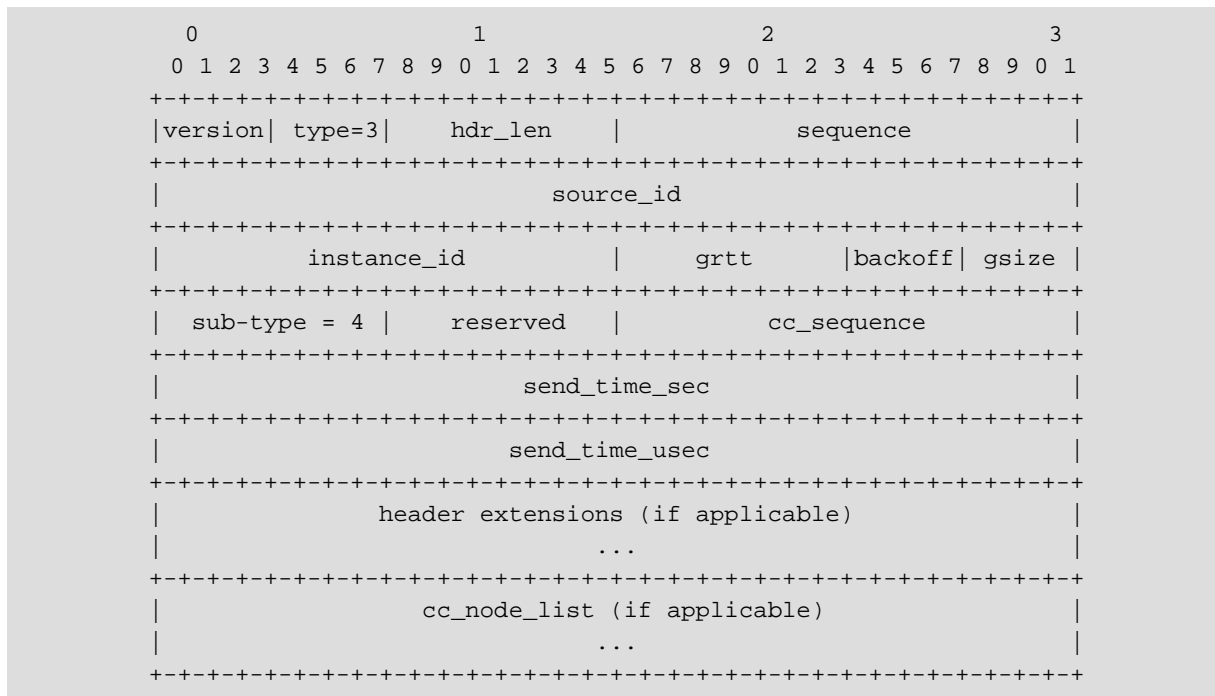 0                   1                   2                   3
 0 1 2 3 4 5 6 7 8 9 0 1 2 3 4 5 6 7 8 9 0 1 2 3 4 5 6 7 8 9 0 1
+-+-+-+-+-+-+-+-+-+-+-+-+-+-+-+-+-+-+-+-+-+-+-+-+-+-+-+-+-+-+-+-+
|version| type=3|    hdr_len    |            sequence           |
+-+-+-+-+-+-+-+-+-+-+-+-+-+-+-+-+-+-+-+-+-+-+-+-+-+-+-+-+-+-+-+-+
|                           source_id                           |
+-+-+-+-+-+-+-+-+-+-+-+-+-+-+-+-+-+-+-+-+-+-+-+-+-+-+-+-+-+-+-+-+
|          instance_id          |     grtt      |backoff| gsize |
+-+-+-+-+-+-+-+-+-+-+-+-+-+-+-+-+-+-+-+-+-+-+-+-+-+-+-+-+-+-+-+-+
|  sub-type = 4 |    reserved   |          cc_sequence          |
+-+-+-+-+-+-+-+-+-+-+-+-+-+-+-+-+-+-+-+-+-+-+-+-+-+-+-+-+-+-+-+-+
|                         send_time_sec                         |
+-+-+-+-+-+-+-+-+-+-+-+-+-+-+-+-+-+-+-+-+-+-+-+-+-+-+-+-+-+-+-+-+
|                        send_time_usec                         |
+-+-+-+-+-+-+-+-+-+-+-+-+-+-+-+-+-+-+-+-+-+-+-+-+-+-+-+-+-+-+-+-+
|               header extensions (if applicable)               |
|                              ...                              |
+-+-+-+-+-+-+-+-+-+-+-+-+-+-+-+-+-+-+-+-+-+-+-+-+-+-+-+-+-+-+-+-+
|                  cc_node_list (if applicable)                 |
|                              ...                              |
+-+-+-+-+-+-+-+-+-+-+-+-+-+-+-+-+-+-+-+-+-+-+-+-+-+-+-+-+-+-+-+-+